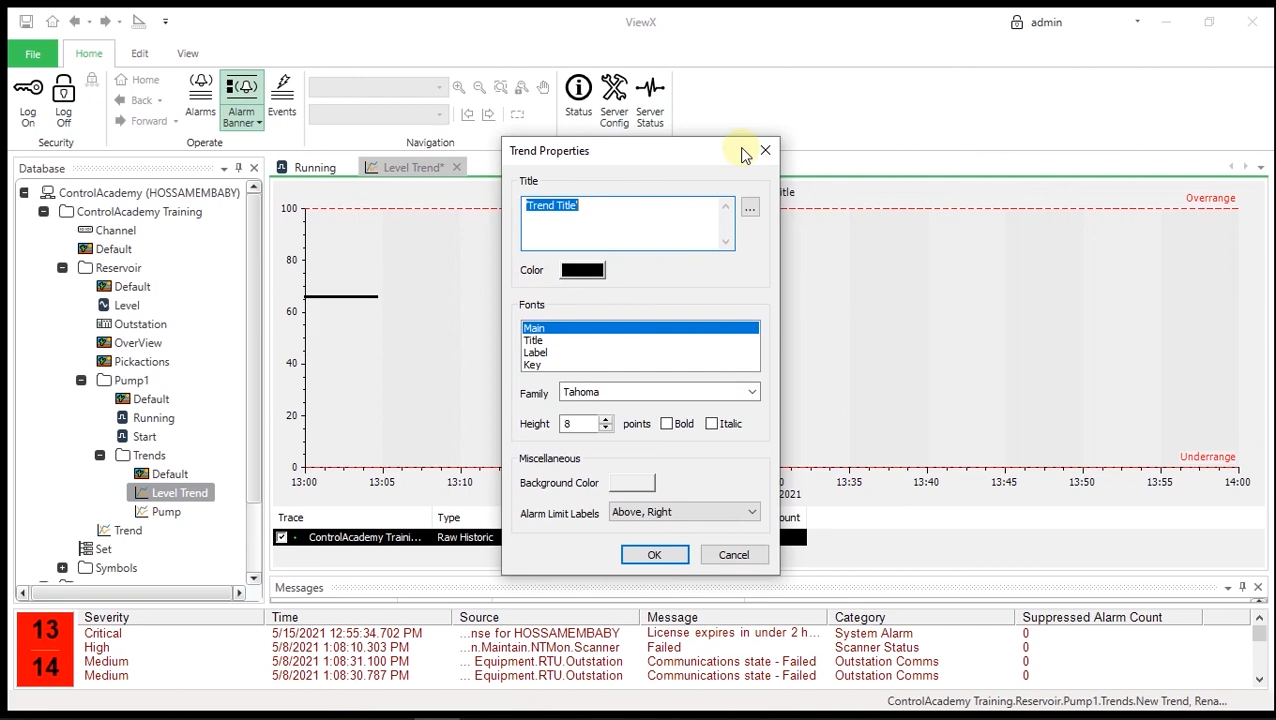 ViewX
admin
File
Home
Edit
View
Log On
Log Off
Home
Back
Forward
Alarms
Alarm Banner
Events
Status
Server Config
Server Status
Security
Operate
Navigation
Database
ControlAcademy (HOSSAMEMBABY)
ControlAcademy Training
Channel
Default
Reservoir
Default
Level
Outstation
OverView
Pickactions
Pump1
Default
Running
Start
Trends
Default
Level Trend
Pump
Trend
Set
Symbols
Running
Level Trend*
Overrange
100
80
60
40
20
0
Underrange
13:00
13:05
13:10
13:35
13:40
13:45
13:50
13:55
14:00
Trace
Type
ControlAcademy Traini...
Raw Historic
Trend Properties
Title
'Trend Title'
...
Color
Fonts
Main
Title
Label
Key
Family
Tahoma
Height
8
points
Bold
Italic
Miscellaneous
Background Color
Alarm Limit Labels
Above, Right
OK
Cancel
Messages
13
14
Severity Time Source Message Category Suppressed Alarm Count
Critical 5/15/2021 12:55:34.702 PM ...nse for HOSSAMEMBABY License expires in under 2 h... System Alarm 0
High 5/8/2021 1:08:10.303 PM ...n.Maintain.NTMon.Scanner Failed Scanner Status 0
Medium 5/8/2021 1:08:31.100 PM ... Equipment.RTU.Outstation Communications state - Failed Outstation Comms 0
Medium 5/8/2021 1:08:30.787 PM ... Equipment.RTU.Outstation Communications state - Failed Outstation Comms 0
ControlAcademy Training.Reservoir.Pump1.Trends.New Trend, Rena...